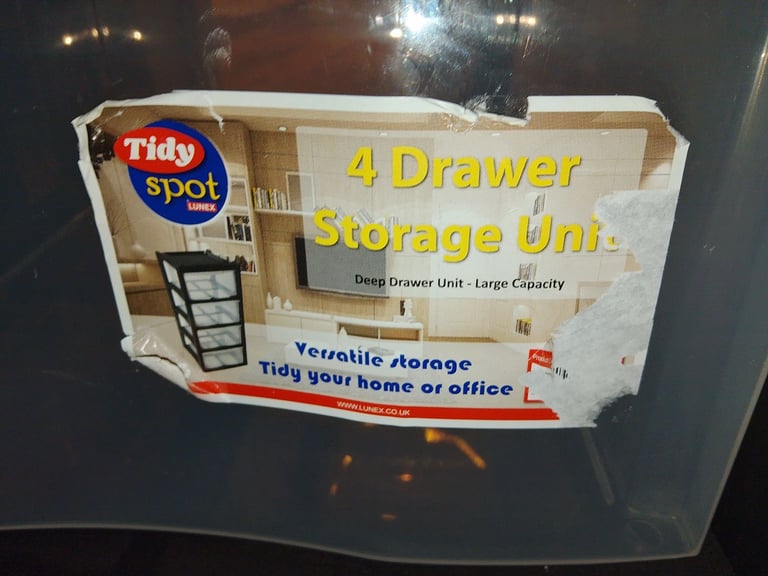 Tidy
spot
LUNEX
4 Drawer
Storage Unit
Deep Drawer Unit - Large Capacity
Versatile storage
Tidy your home or office
WWW.LUNEX.CO.UK